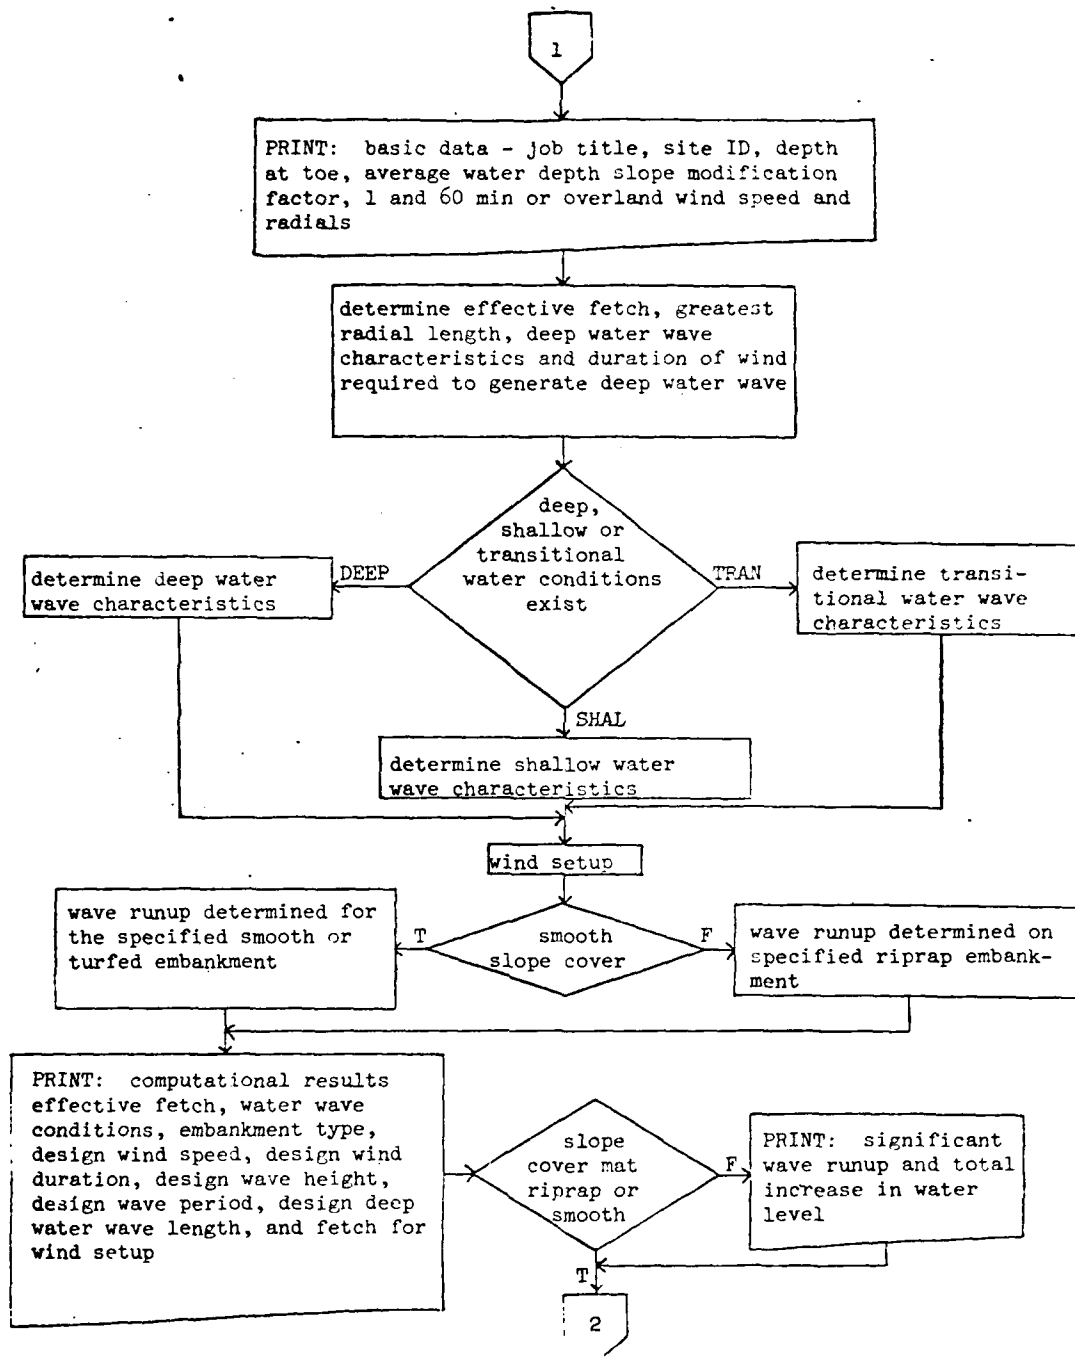 1
PRINT: basic data - job title, site ID, depth
at toe, average water depth slope modification
factor, 1 and 60 min or overland wind speed and
radials
determine effective fetch, greatest
radial length, deep water wave
characteristics and duration of wind
required to generate deep water wave
deep,
shallow or
transitional
water conditions
exist
DEEP
TRAN
determine deep water
wave characteristics
determine transi-
tional water wave
characteristics
SHAL
determine shallow water
wave characteristics
wind setup
wave runup determined for
the specified smooth or
turfed embankment
T
smooth
slope cover
F
wave runup determined on
specified riprap embank-
ment
PRINT: computational results
effective fetch, water wave
conditions, embankment type,
design wind speed, design wind
duration, design wave height,
design wave period, design deep
water wave length, and fetch for
wind setup
slope
cover mat
riprap or
smooth
F
PRINT: significant
wave runup and total
increase in water
level
T
2